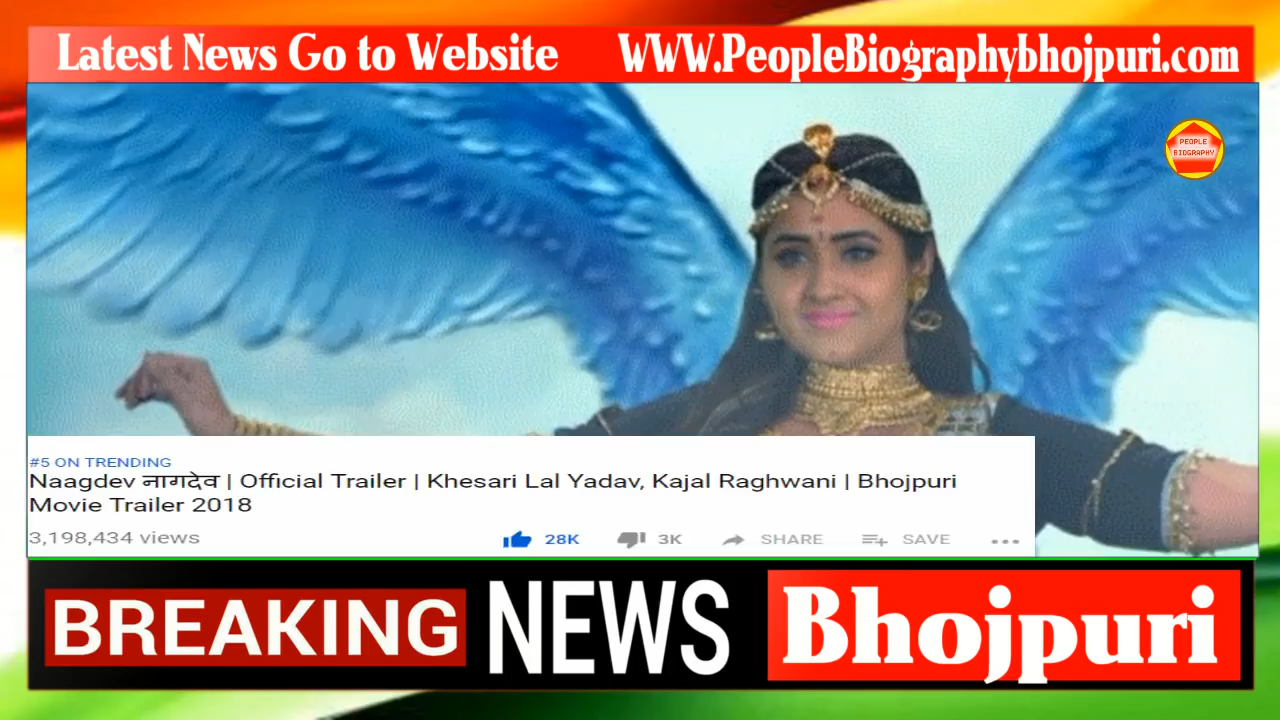 Latest News Go to Website WWW.PeopleBiographybhojpuri.com
PEOPLE
BIOGRAPHY
#5 ON TRENDING
Naagdev नागदेव | Official Trailer | Khesari Lal Yadav, Kajal Raghwani | Bhojpuri
Movie Trailer 2018
3,198,434 views 28K 3K SHARE SAVE
BREAKING NEWS Bhojpuri